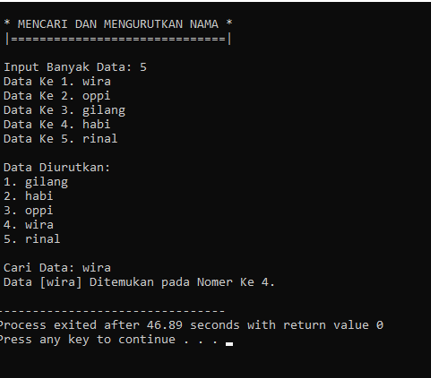 * MENCARI DAN MENGURUTKAN NAMA *
|==============================|
Input Banyak Data: 5
Data Ke 1. wira
Data Ke 2. oppi
Data Ke 3. gilang
Data Ke 4. habi
Data Ke 5. rinal
Data Diurutkan:
1. gilang
2. habi
3. oppi
4. wira
5. rinal
Cari Data: wira
Data [wira] Ditemukan pada Nomer Ke 4.
--------------------------------
Process exited after 46.89 seconds with return value 0
Press any key to continue . . .